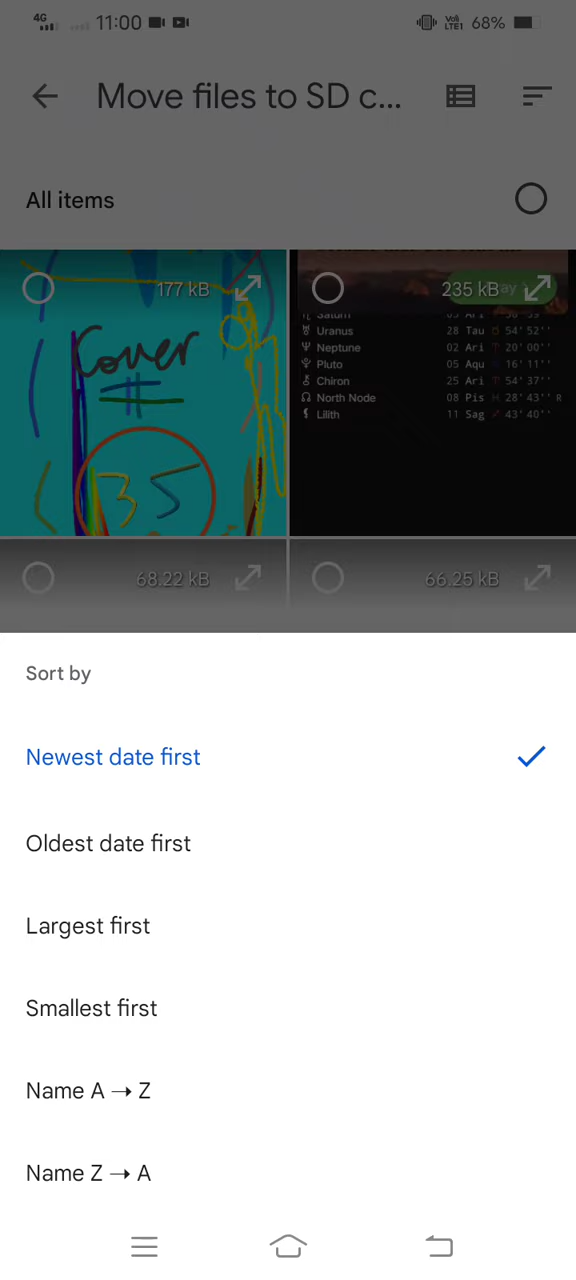 4G 11:00 Voli LTE1 68%
Move files to SD c...
All items
177 kB
235 kB
Cover
35
Saturn
Uranus 28 Tau 54'52''
Neptune 02 Ari 20'00''
Pluto 05 Aqu 16'11''
Chiron 25 Ari 54'37''
North Node 08 Pis 28'43'' R
Lilith 11 Sag 43'40''
68.22 kB
66.25 kB
Sort by
Newest date first
Oldest date first
Largest first
Smallest first
Name A → Z
Name Z → A